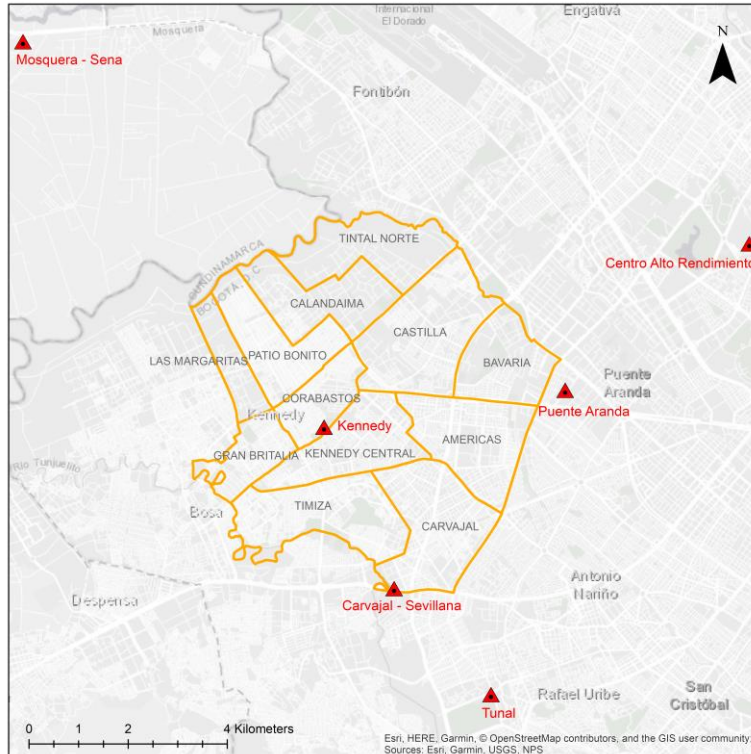 Engativá
Internacional
El Dorado
N
Mosquera
Mosquera - Sena
Fontibón
TINTAL NORTE
CUNDINAMARCA
BOGOTÁ, D.C.
Centro Alto Rendimiento
CALANDAIMA
CASTILLA
LAS MARGARITAS
PATIO BONITO
BAVARIA
Puente
Aranda
CORABASTOS
Kennedy
Kennedy
Puente Aranda
AMERICAS
GRAN BRITALIA
KENNEDY CENTRAL
Río Tunjuelito
TIMIZA
Bosa
CARVAJAL
Antonio
Nariño
Despensa
Carvajal - Sevillana
Tunal
Rafael Uribe
San
Cristóbal
0 1 2 4 Kilometers
Esri, HERE, Garmin, © OpenStreetMap contributors, and the GIS user community
Sources: Esri, Garmin, USGS, NPS